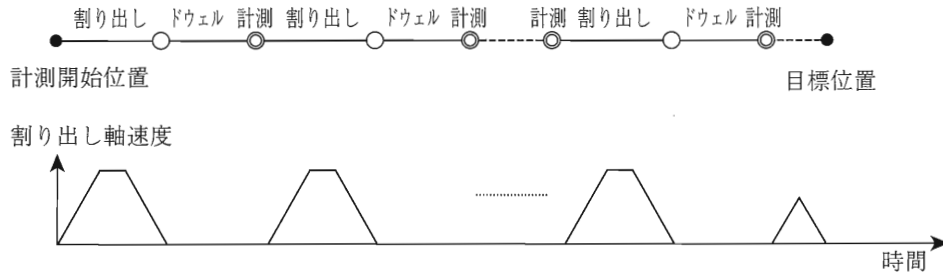 割り出し ドウェル 計測 割り出し ドウェル 計測 計測 割り出し ドウェル 計測
計測開始位置 目標位置
割り出し軸速度
時間